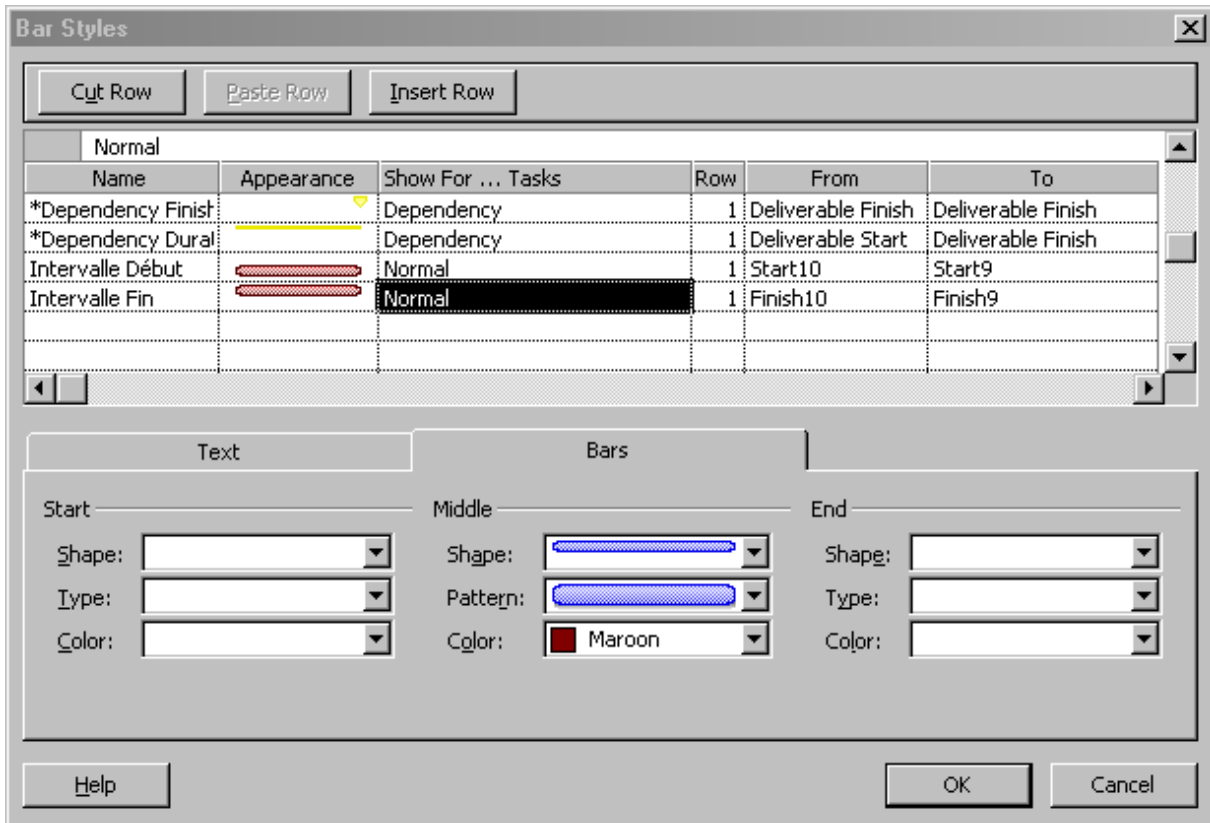 Bar Styles
Cut Row Paste Row Insert Row
Normal
Name Appearance Show For ... Tasks Row From To
*Dependency Finish Dependency 1 Deliverable Finish Deliverable Finish
*Dependency Durat Dependency 1 Deliverable Start Deliverable Finish
Intervalle Début Normal 1 Start10 Start9
Intervalle Fin Normal 1 Finish10 Finish9
Text Bars
Start Middle End
Shape: Shape: Shape:
Type: Pattern: Type:
Color: Color: Maroon Color:
Help OK Cancel